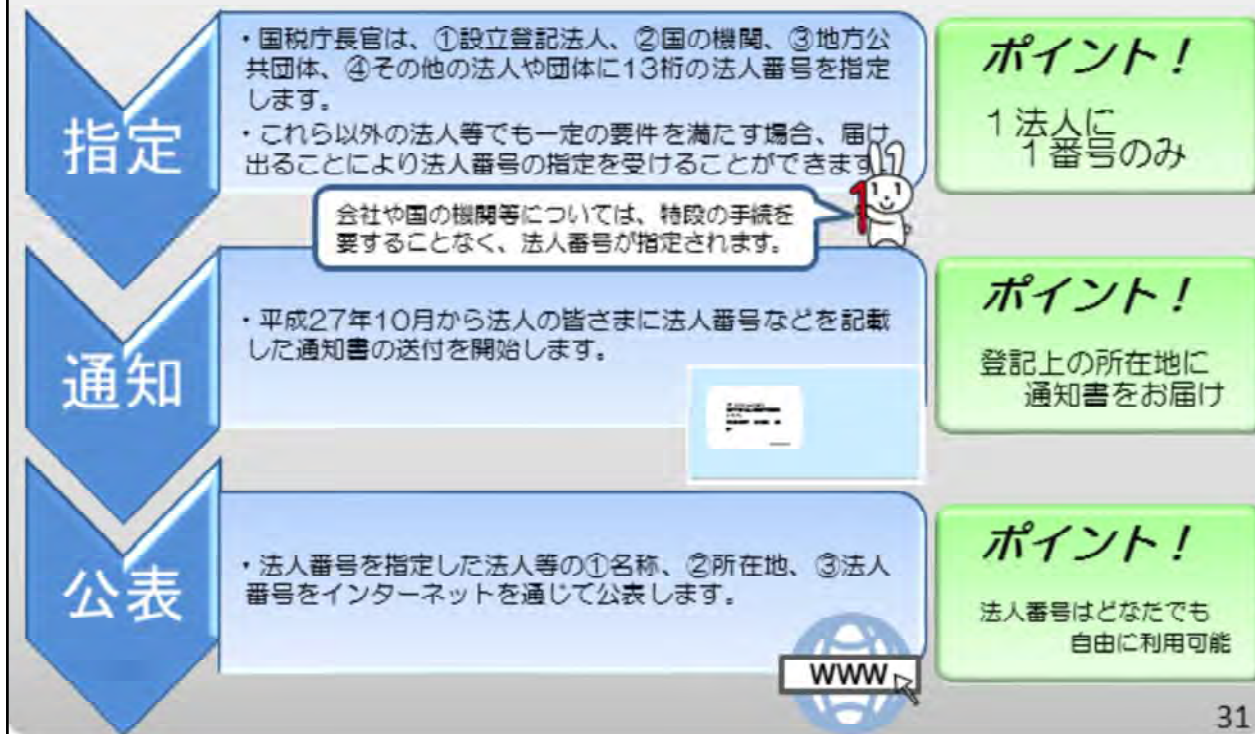 指定
・国税庁長官は、①設立登記法人、②国の機関、③地方公
共団体、④その他の法人や団体に13桁の法人番号を指定
します。
・これら以外の法人等でも一定の要件を満たす場合、届け
出ることにより法人番号の指定を受けることができます
会社や国の機関等については、特段の手続を
要することなく、法人番号が指定されます。
ポイント！
1法人に
1番号のみ
通知
・平成27年10月から法人の皆さまに法人番号などを記載
した通知書の送付を開始します。
ポイント！
登記上の所在地に
通知書をお届け
公表
・法人番号を指定した法人等の①名称、②所在地、③法人
番号をインターネットを通じて公表します。
WWW
ポイント！
法人番号はどなたでも
自由に利用可能
31